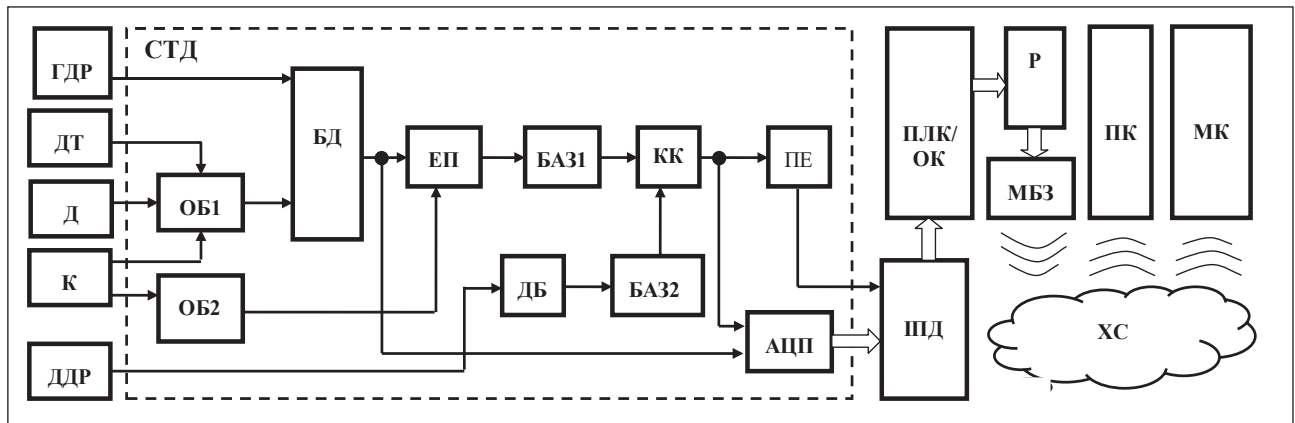 СТД
ГДР
ДТ
Д
К
ДДР
ОБ1
ОБ2
БД
ЕП
БАЗ1
КК
ПЕ
ДБ
БАЗ2
АЦП
ІПД
ПЛК/
ОК
Р
МБЗ
ПК
МК
ХС